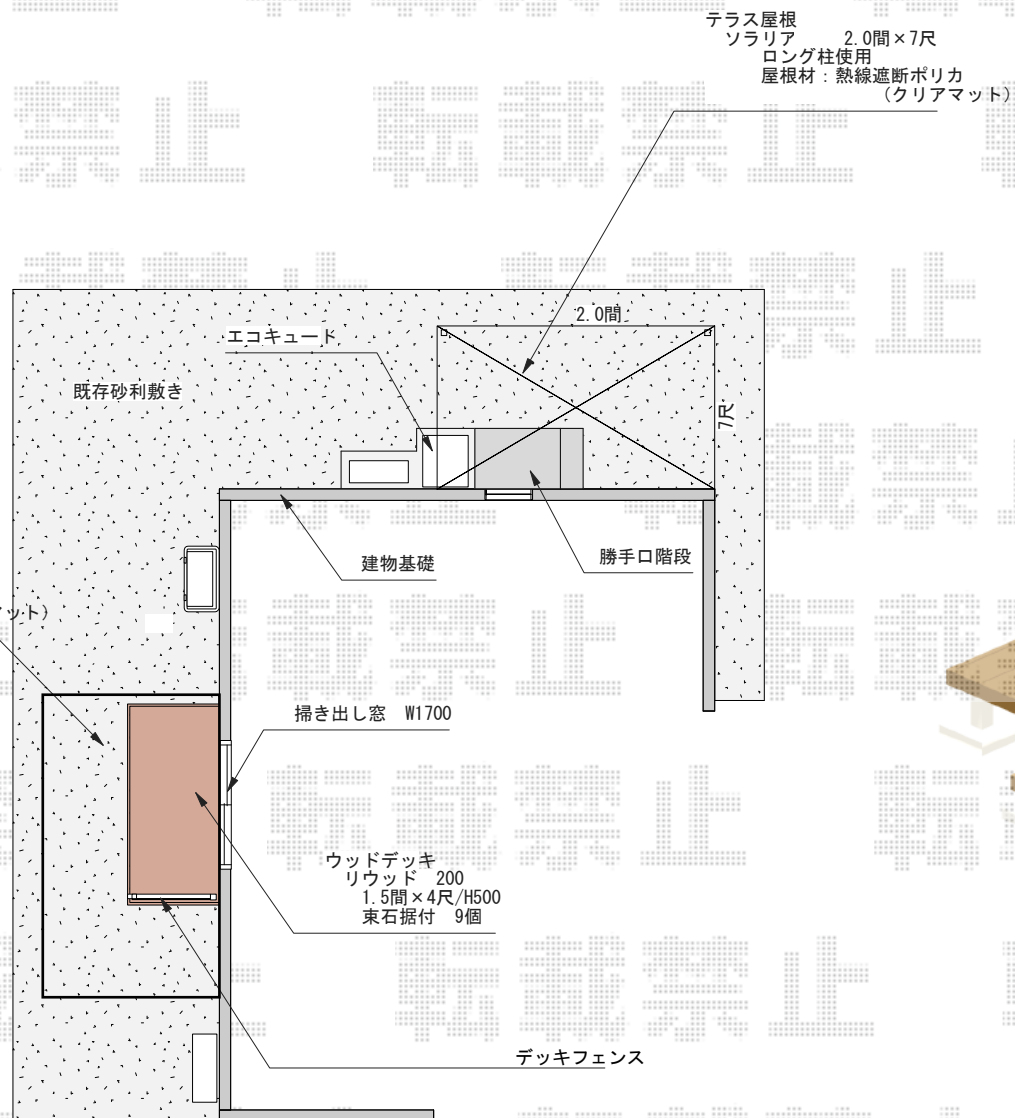 テラス屋根
ソラリア 2.0間×7尺
ロング柱使用
屋根材：熱線遮断ポリカ
(クリアマット)
2.0間
エコキュート
既存砂利敷き
7尺
建物基礎
勝手口階段
ット)
掃き出し窓 W1700
ウッドデッキ
リウッド 200
1.5間×4尺/H500
束石据付 9個
デッキフェンス
転載禁止